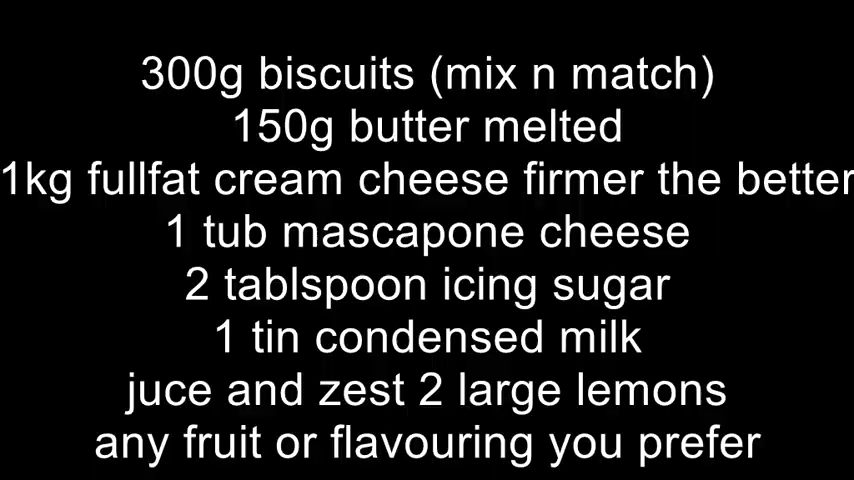 300g biscuits (mix n match)
150g butter melted
1kg fullfat cream cheese firmer the better
1 tub mascapone cheese
2 tablspoon icing sugar
1 tin condensed milk
juce and zest 2 large lemons
any fruit or flavouring you prefer